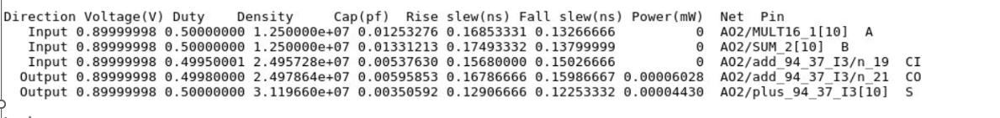 Direction Voltage(V) Duty Density Cap(pf) Rise slew(ns) Fall slew(ns) Power(mW) Net Pin
Input 0.89999998 0.50000000 1.250000e+07 0.01253276 0.16853331 0.13266666 0 AO2/MULT16_1[10] A
Input 0.89999998 0.50000000 1.250000e+07 0.01331213 0.17493332 0.13799999 0 AO2/SUM_2[10] B
Input 0.89999998 0.49950001 2.495728e+07 0.00537630 0.15680000 0.15026666 0 AO2/add_94_37_I3/n_19 CI
Output 0.89999998 0.49980000 2.497864e+07 0.00595853 0.16786666 0.15986667 0.00006028 AO2/add_94_37_I3/n_21 CO
Output 0.89999998 0.50000000 3.119660e+07 0.00350592 0.12906666 0.12253332 0.00004430 AO2/plus_94_37_I3[10] S